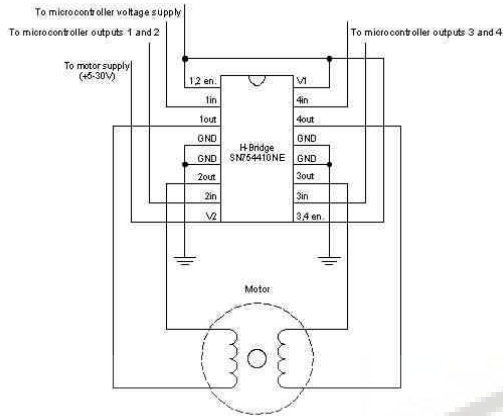 To microcontroller voltage supply
To microcontroller outputs 1 and 2
To microcontroller outputs 3 and 4
To motor supply
(+5-30V)
1,2 en.
V1
1in
4in
1out
4out
GND
GND
H-Bridge
SN754410NE
GND
GND
2out
3out
2in
3in
V2
3,4 en.
Motor